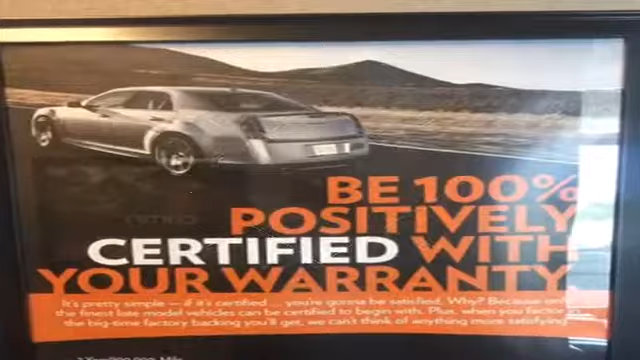 BE 100%
POSITIVELY
CERTIFIED WITH
YOUR WARRANTY
It's pretty simple — if it's certified ... you're gonna be satisfied. Why? Because only
the finest late model vehicles can be certified to begin with. Plus, when you factor in
the big-time factory backing you'll get, we can't think of anything more satisfying.